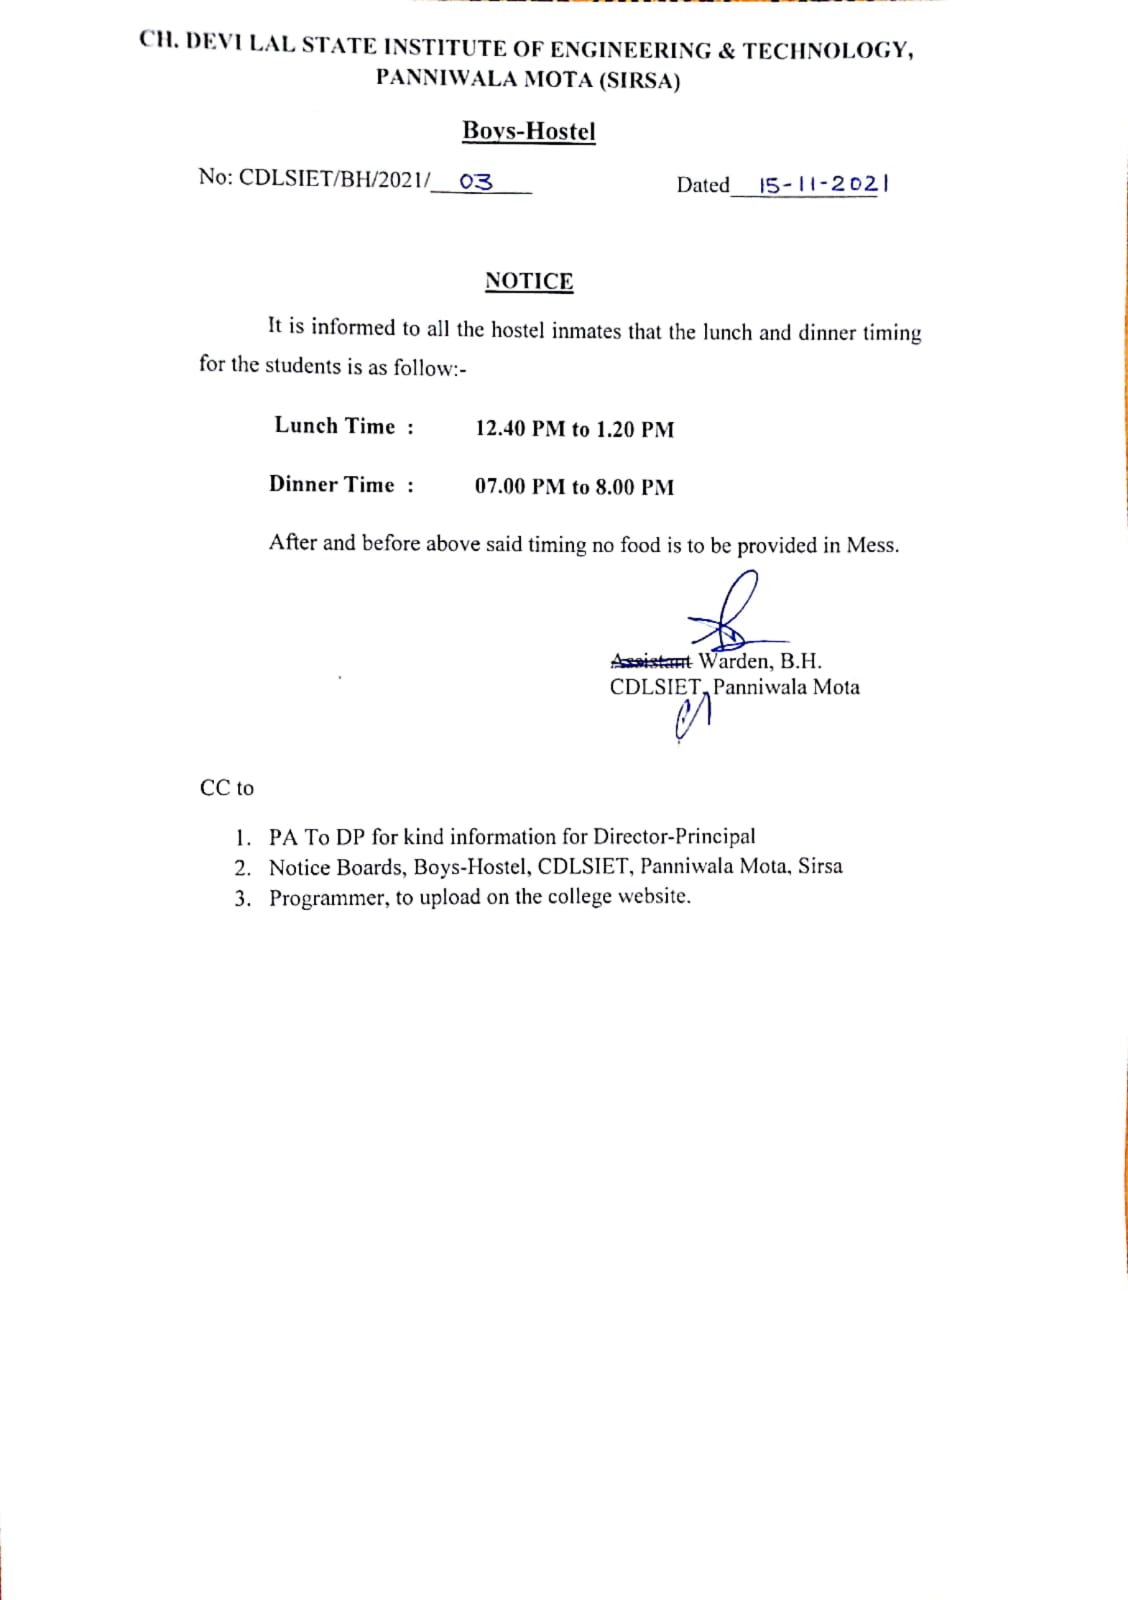 CH. DEVI LAL STATE INSTITUTE OF ENGINEERING & TECHNOLOGY,
PANNIWALA MOTA (SIRSA)
Boys-Hostel
No: CDLSIET/BH/2021/ 03 Dated 15-11-2021
NOTICE
It is informed to all the hostel inmates that the lunch and dinner timing
for the students is as follow:-
Lunch Time : 12.40 PM to 1.20 PM
Dinner Time : 07.00 PM to 8.00 PM
After and before above said timing no food is to be provided in Mess.
Assistant Warden, B.H.
CDLSIET, Panniwala Mota
CC to
1. PA To DP for kind information for Director-Principal
2. Notice Boards, Boys-Hostel, CDLSIET, Panniwala Mota, Sirsa
3. Programmer, to upload on the college website.